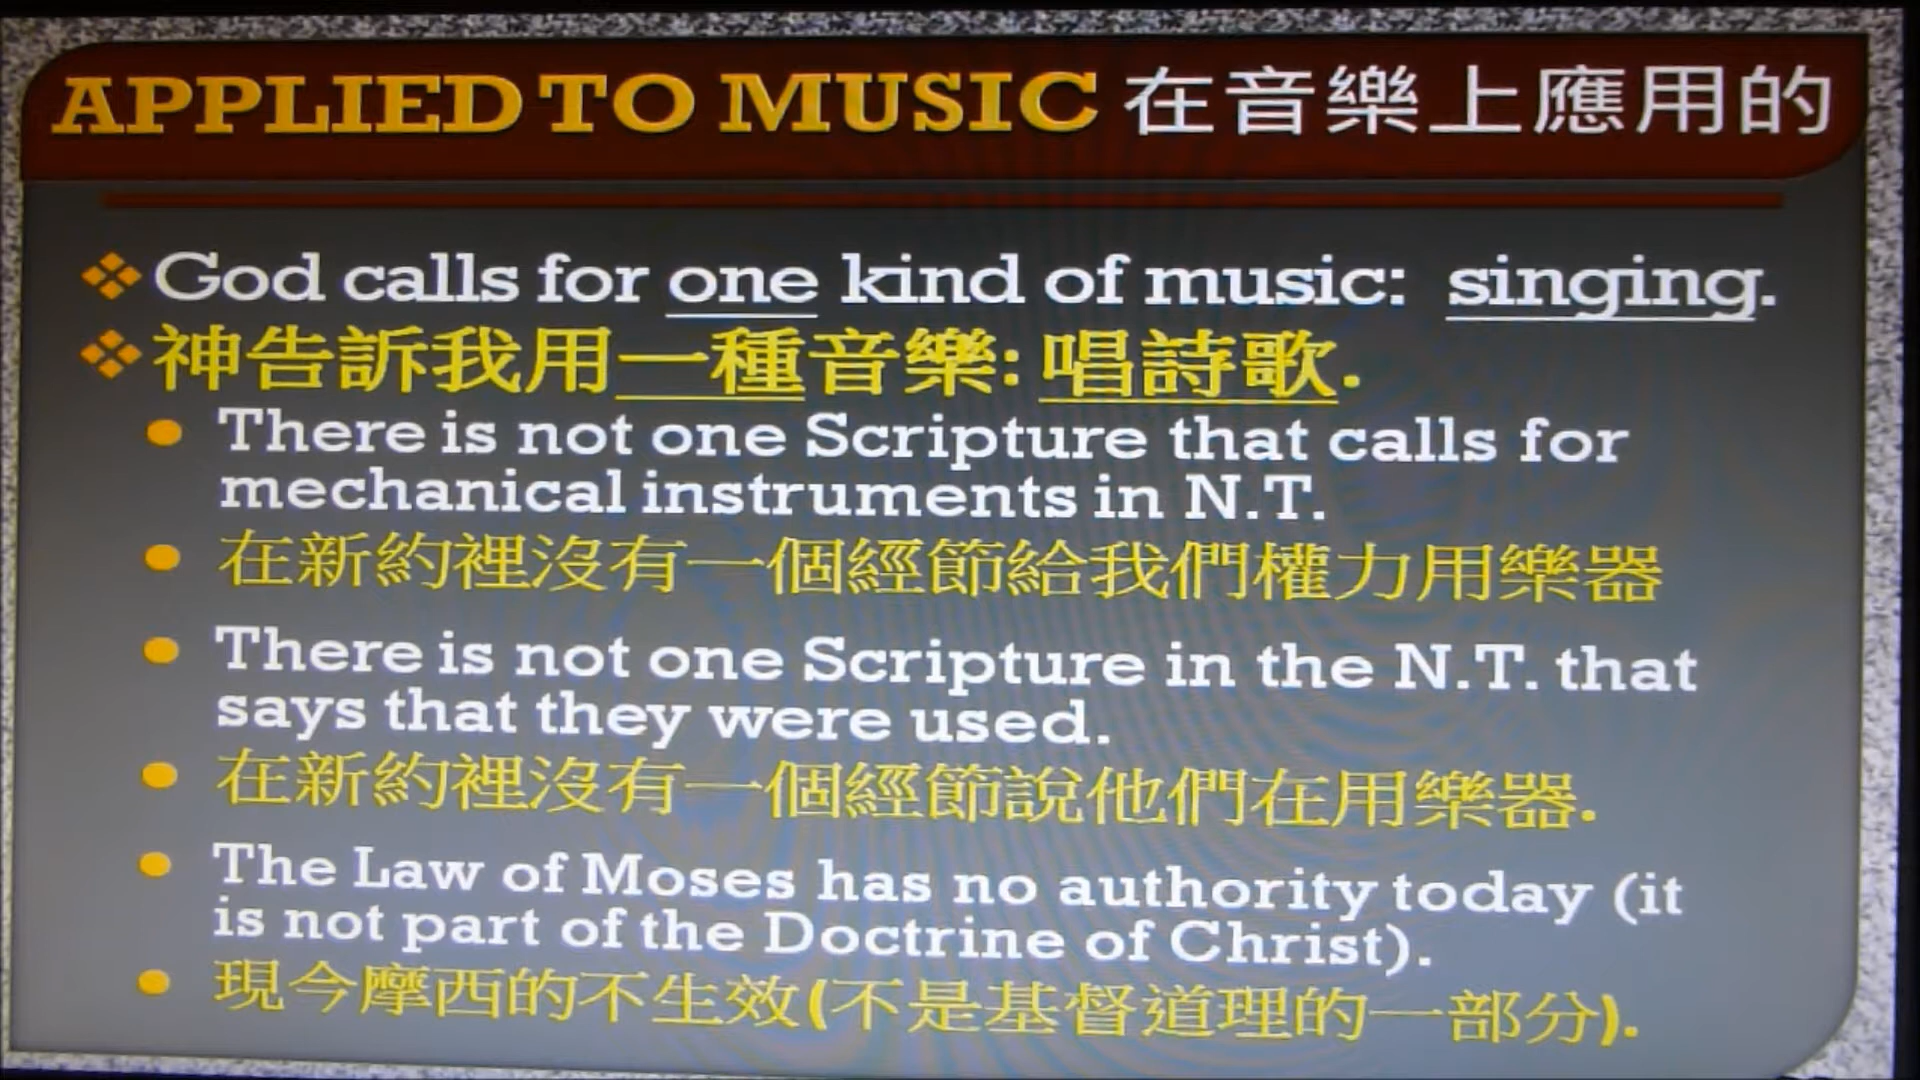 APPLIED TO MUSIC 在音樂上應用的
God calls for one kind of music: singing.
神告訴我用一種音樂: 唱詩歌.
There is not one Scripture that calls for
mechanical instruments in N.T.
在新約裡沒有一個經節給我們權力用樂器
There is not one Scripture in the N.T. that
says that they were used.
在新約裡沒有一個經節說他們在用樂器.
The Law of Moses has no authority today (it
is not part of the Doctrine of Christ).
現今摩西的不生效(不是基督道理的一部分).